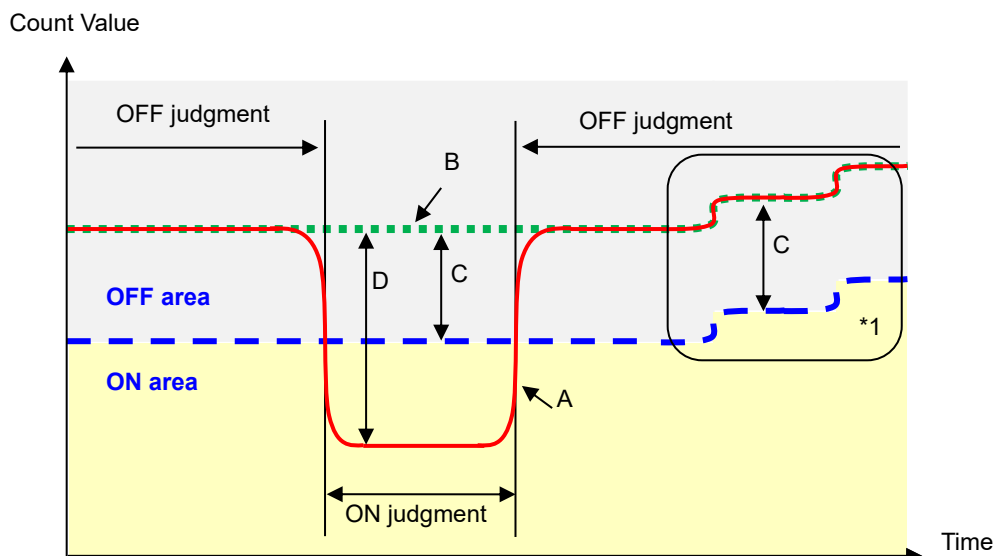 Count Value
OFF judgment
OFF judgment
B
D
C
C
OFF area
*1
ON area
A
ON judgment
Time